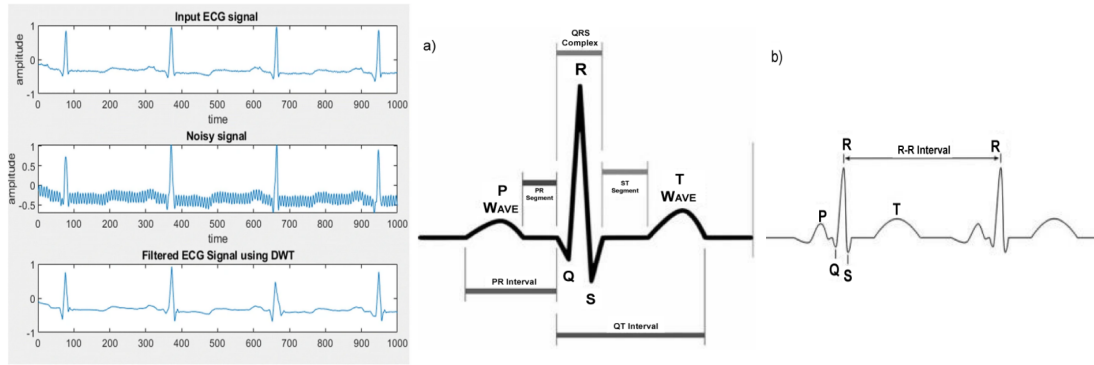 Input ECG signal
1
0
-1
amplitude
0 100 200 300 400 500 600 700 800 900 1000
time
Noisy signal
1
0.5
0
-0.5
amplitude
0 100 200 300 400 500 600 700 800 900 1000
time
Filtered ECG Signal using DWT
1
0
-1
0 100 200 300 400 500 600 700 800 900 1000
a)
QRS
Complex
R
P
WAVE
PR
Segment
ST
Segment
T
WAVE
Q
S
PR Interval
QT Interval
b)
R R
R-R Interval
P T
Q S